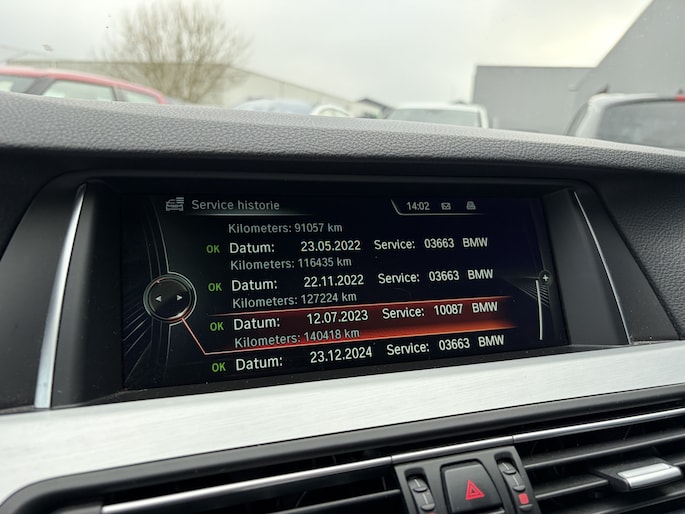 Service historie 14:02
Kilometers: 91057 km
OK Datum: 23.05.2022 Service: 03663 BMW
Kilometers: 116435 km
OK Datum: 22.11.2022 Service: 03663 BMW
Kilometers: 127224 km
OK Datum: 12.07.2023 Service: 10087 BMW
Kilometers: 140418 km
OK Datum: 23.12.2024 Service: 03663 BMW